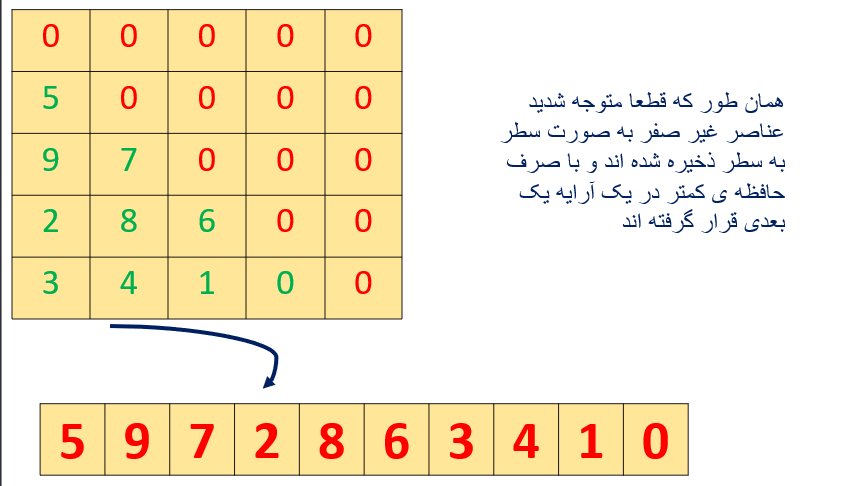 0 0 0 0 0
5 0 0 0 0
9 7 0 0 0
2 8 6 0 0
3 4 1 0 0
همان طور که قطعا متوجه شدید
عناصر غیر صفر به صورت سطر
به سطر ذخیره شده اند و با صرف
حافظه ی کمتر در یک آرایه یک
بعدی قرار گرفته اند
5 9 7 2 8 6 3 4 1 0